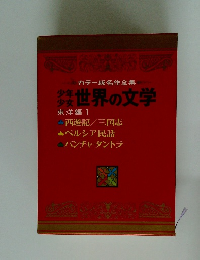 カラー版名作全集
少年少女世界の文学
東洋編1
西遊記/三国志
ペルシア民話
パンチャタントラ